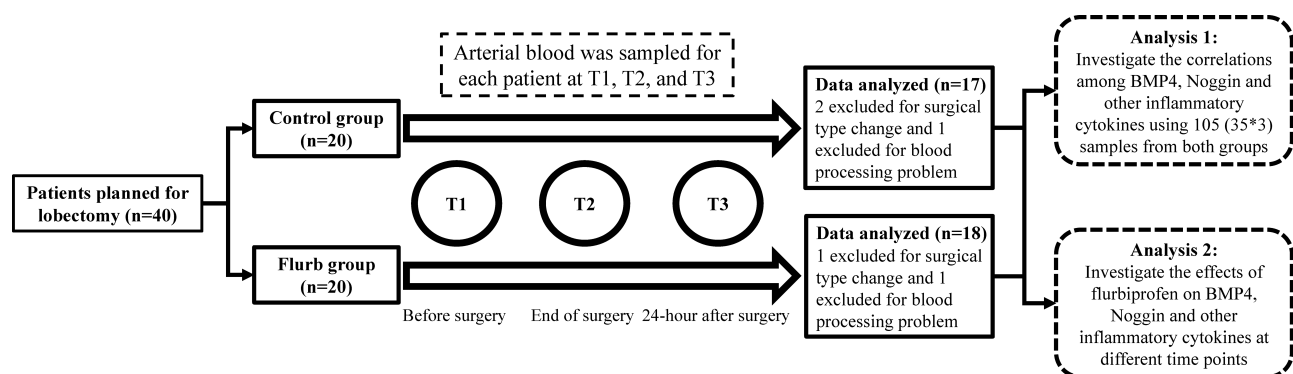 Patients planned for
lobectomy (n=40)
Control group
(n=20)
Flurb group
(n=20)
Arterial blood was sampled for
each patient at T1, T2, and T3
T1
T2
T3
Before surgery
End of surgery
24-hour after surgery
Data analyzed (n=17)
2 excluded for surgical
type change and 1
excluded for blood
processing problem
Data analyzed (n=18)
1 excluded for surgical
type change and 1
excluded for blood
processing problem
Analysis 1:
Investigate the correlations
among BMP4, Noggin and
other inflammatory
cytokines using 105 (35*3)
samples from both groups
Analysis 2:
Investigate the effects of
flurbiprofen on BMP4,
Noggin and other
inflammatory cytokines at
different time points